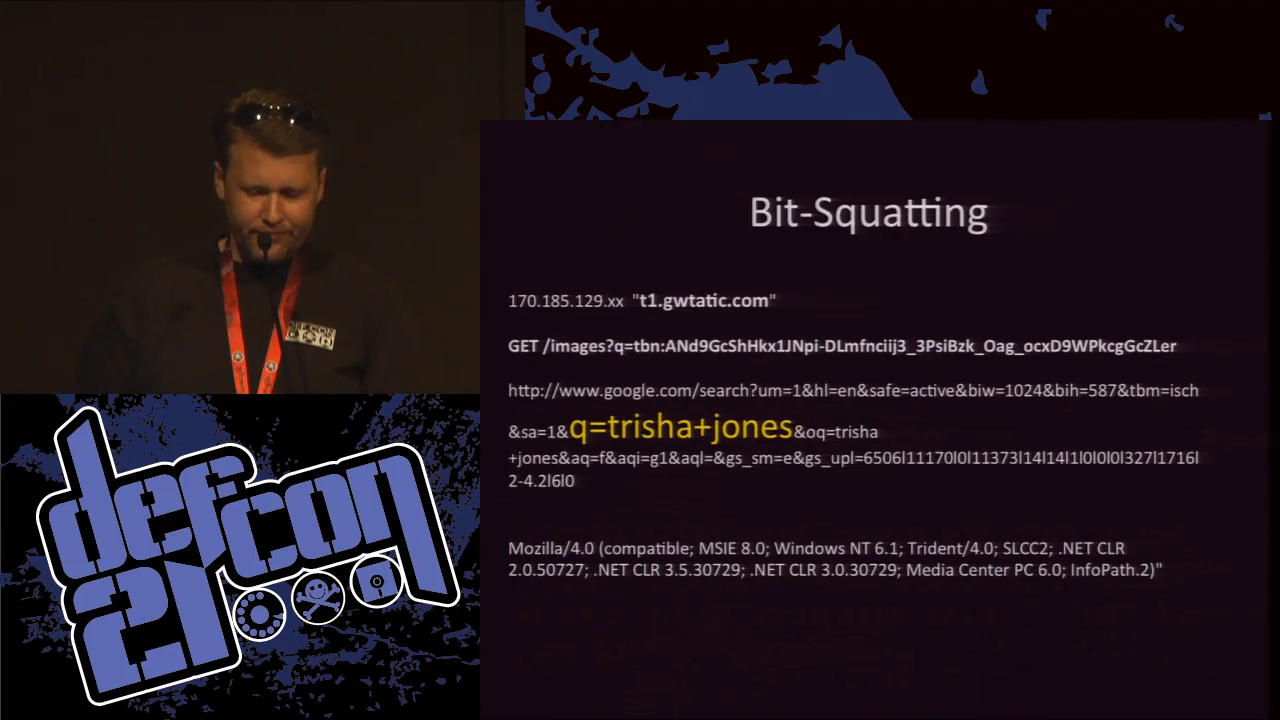 Bit-Squatting
170.185.129.xx "t1.gwtatic.com"
GET /images?q=tbn:ANd9GcShHkx1JNpi-DLmfnciij3_3PsiBzk_Oag_ocxD9WPkcgGcZLer
http://www.google.com/search?um=1&hl=en&safe=active&biw=1024&bih=587&tbm=isch
&sa=1&q=trisha+jones&oq=trisha
+jones&aq=f&aqi=g1&aql=&gs_sm=e&gs_upl=6506l11170l0l11373l14l14l1l0l0l0l327l1716l
2-4.2l6l0
Mozilla/4.0 (compatible; MSIE 8.0; Windows NT 6.1; Trident/4.0; SLCC2; .NET CLR
2.0.50727; .NET CLR 3.5.30729; .NET CLR 3.0.30729; Media Center PC 6.0; InfoPath.2)"
DEFCON
defcon
21